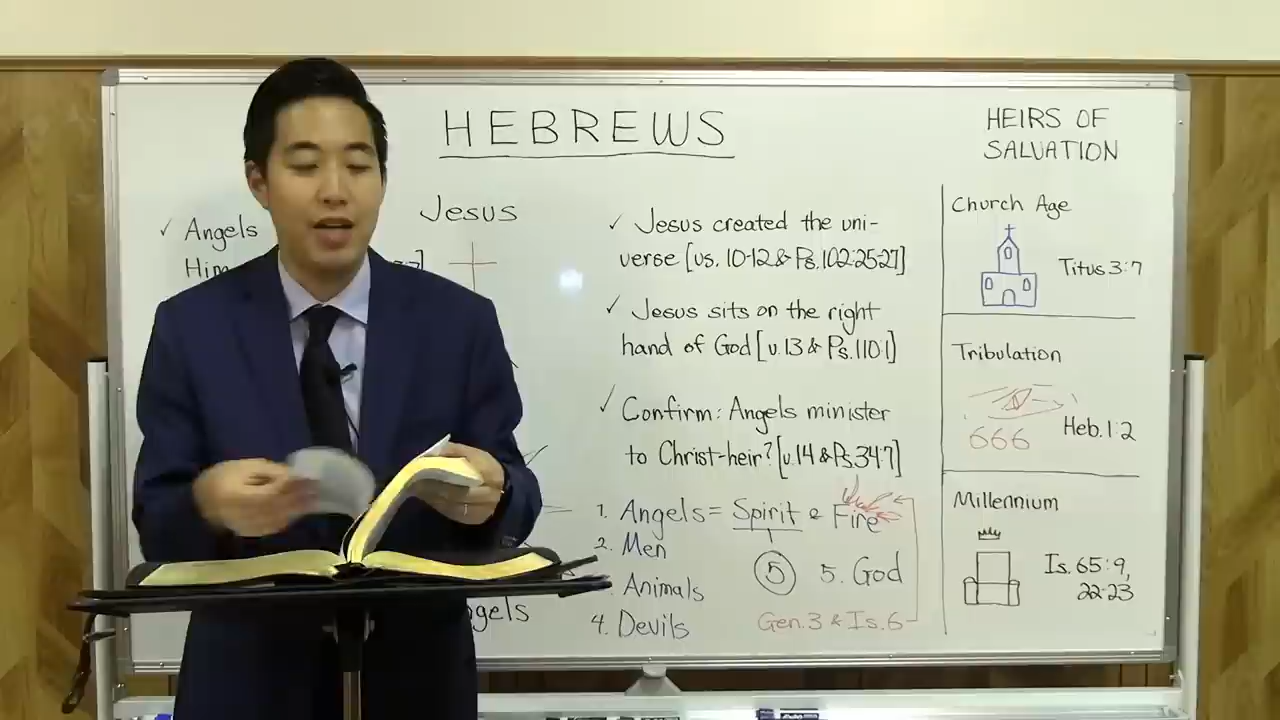 HEBREWS
HEIRS OF
SALVATION
Jesus
✓ Angels
Him
✓ Jesus created the uni-
verse [vs. 10-12 & Ps. 102:25-27]
✓ Jesus sits on the right
hand of God [v. 13 & Ps. 110:1]
✓ Confirm: Angels minister
to Christ-heir? [v. 14 & Ps. 34:7]
1. Angels = Spirit & Fire
2. Men
5
5. God
Animals
4. Devils
Gen. 3 & Is. 6
ngels
Church Age
Titus 3:7
Tribulation
666
Heb. 1:2
Millennium
Is. 65:9,
22-23